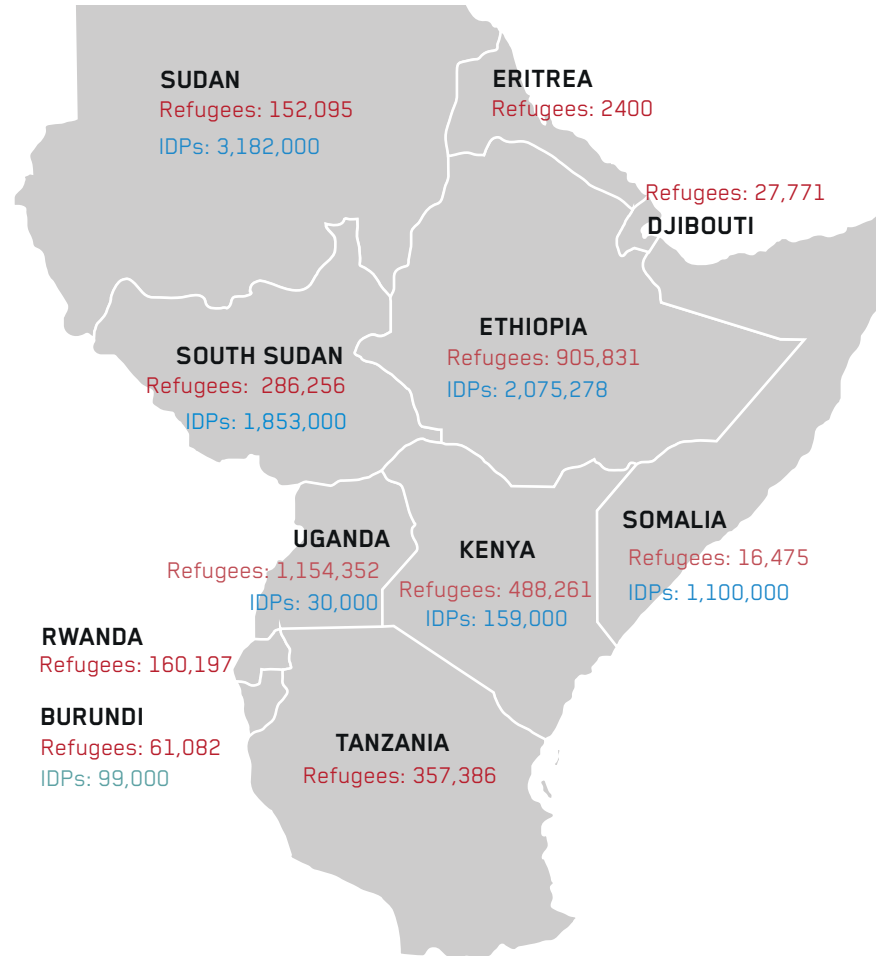 SUDAN
Refugees: 152,095
IDPs: 3,182,000
ERITREA
Refugees: 2400
Refugees: 27,771
DJIBOUTI
ETHIOPIA
Refugees: 905,831
IDPs: 2,075,278
SOUTH SUDAN
Refugees: 286,256
IDPs: 1,853,000
UGANDA
Refugees: 1,154,352
IDPs: 30,000
KENYA
Refugees: 488,261
IDPs: 159,000
SOMALIA
Refugees: 16,475
IDPs: 1,100,000
RWANDA
Refugees: 160,197
BURUNDI
Refugees: 61,082
IDPs: 99,000
TANZANIA
Refugees: 357,386